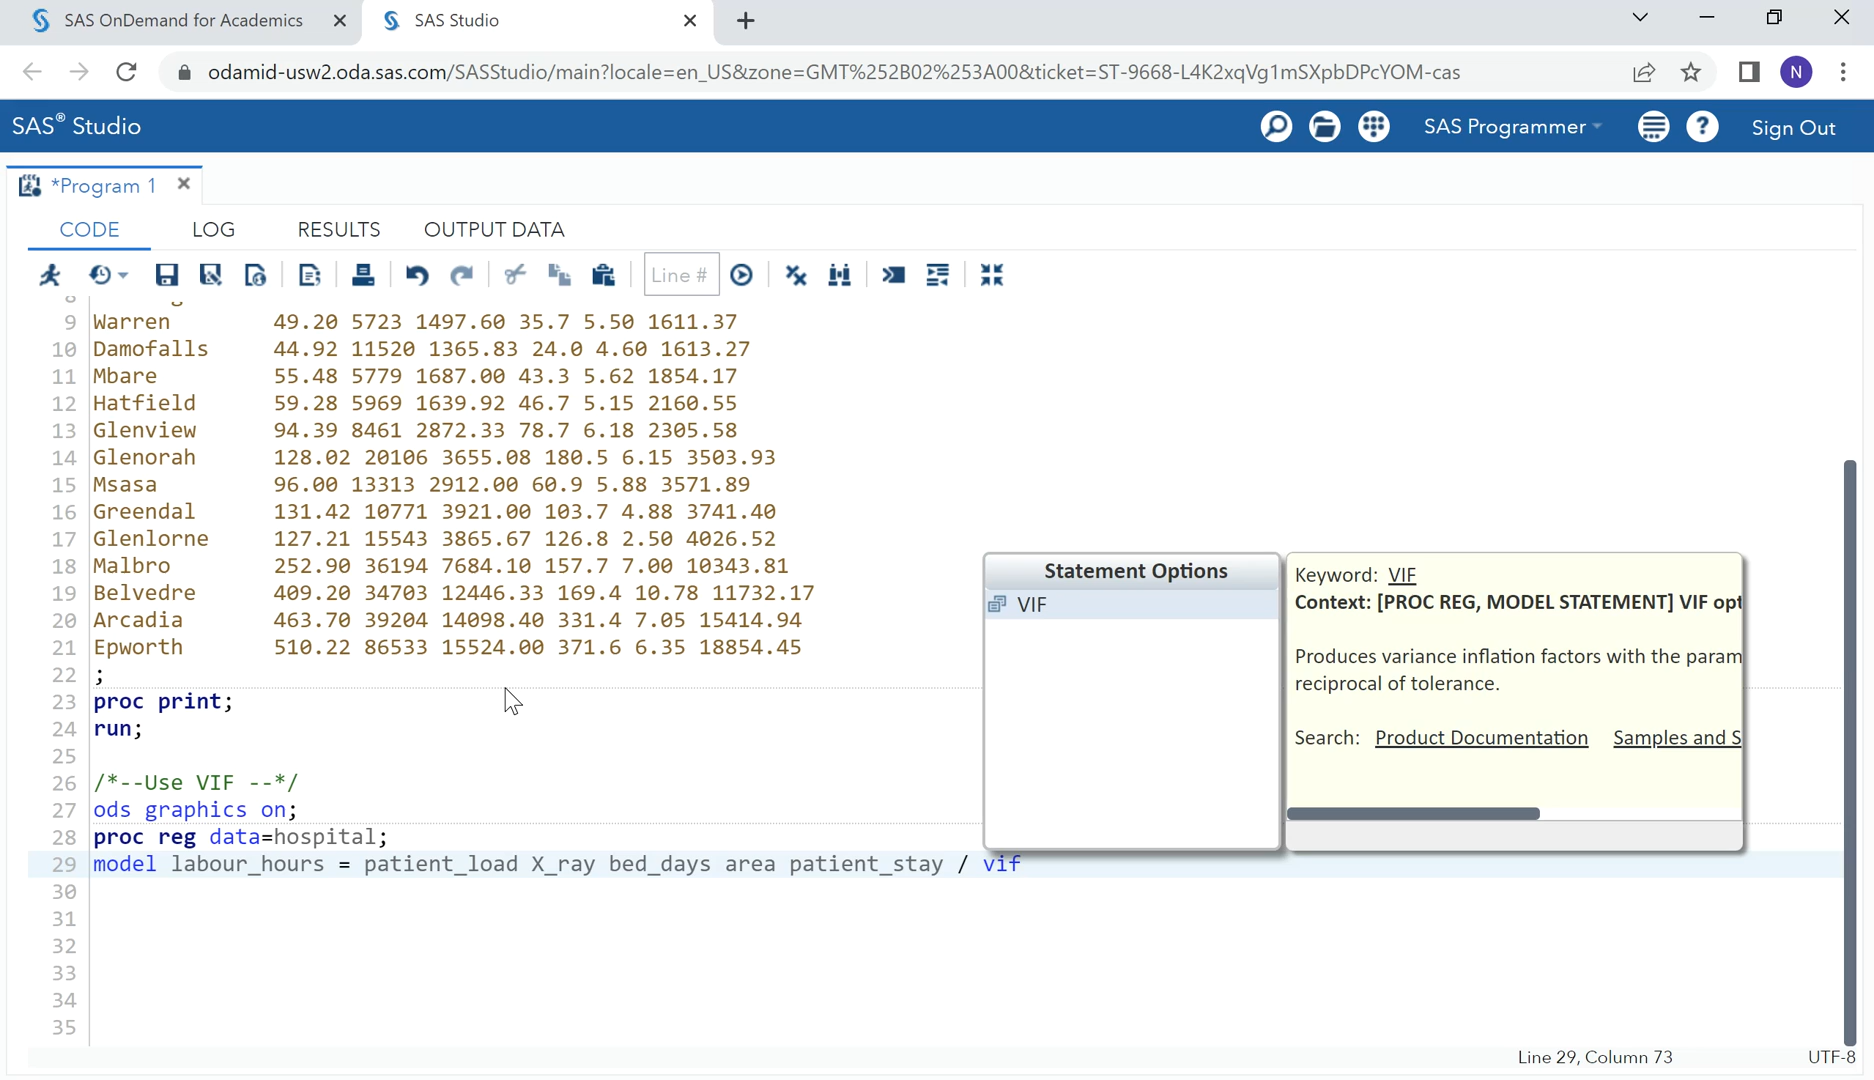 SAS OnDemand for Academics
SAS Studio
odamid-usw2.oda.sas.com/SASStudio/main?locale=en_US&zone=GMT%252B02%253A00&ticket=ST-9668-L4K2xqVg1mSXpbDPcYOM-cas
N
SAS® Studio
SAS Programmer
?
Sign Out
*Program 1
CODE
LOG
RESULTS
OUTPUT DATA
Line #
9 Warren 49.20 5723 1497.60 35.7 5.50 1611.37
10 Damofalls 44.92 11520 1365.83 24.0 4.60 1613.27
11 Mbare 55.48 5779 1687.00 43.3 5.62 1854.17
12 Hatfield 59.28 5969 1639.92 46.7 5.15 2160.55
13 Glenview 94.39 8461 2872.33 78.7 6.18 2305.58
14 Glenorah 128.02 20106 3655.08 180.5 6.15 3503.93
15 Msasa 96.00 13313 2912.00 60.9 5.88 3571.89
16 Greendal 131.42 10771 3921.00 103.7 4.88 3741.40
17 Glenlorne 127.21 15543 3865.67 126.8 2.50 4026.52
18 Malbro 252.90 36194 7684.10 157.7 7.00 10343.81
19 Belvedre 409.20 34703 12446.33 169.4 10.78 11732.17
20 Arcadia 463.70 39204 14098.40 331.4 7.05 15414.94
21 Epworth 510.22 86533 15524.00 371.6 6.35 18854.45
22 ;
23 proc print;
24 run;
25
26 /*--Use VIF --*/
27 ods graphics on;
28 proc reg data=hospital;
29 model labour_hours = patient_load X_ray bed_days area patient_stay / vif
30
31
32
33
34
35
Statement Options
VIF
Keyword: VIF
Context: [PROC REG, MODEL STATEMENT] VIF opt
Produces variance inflation factors with the param
reciprocal of tolerance.
Search: Product Documentation Samples and S
Line 29, Column 73
UTF-8